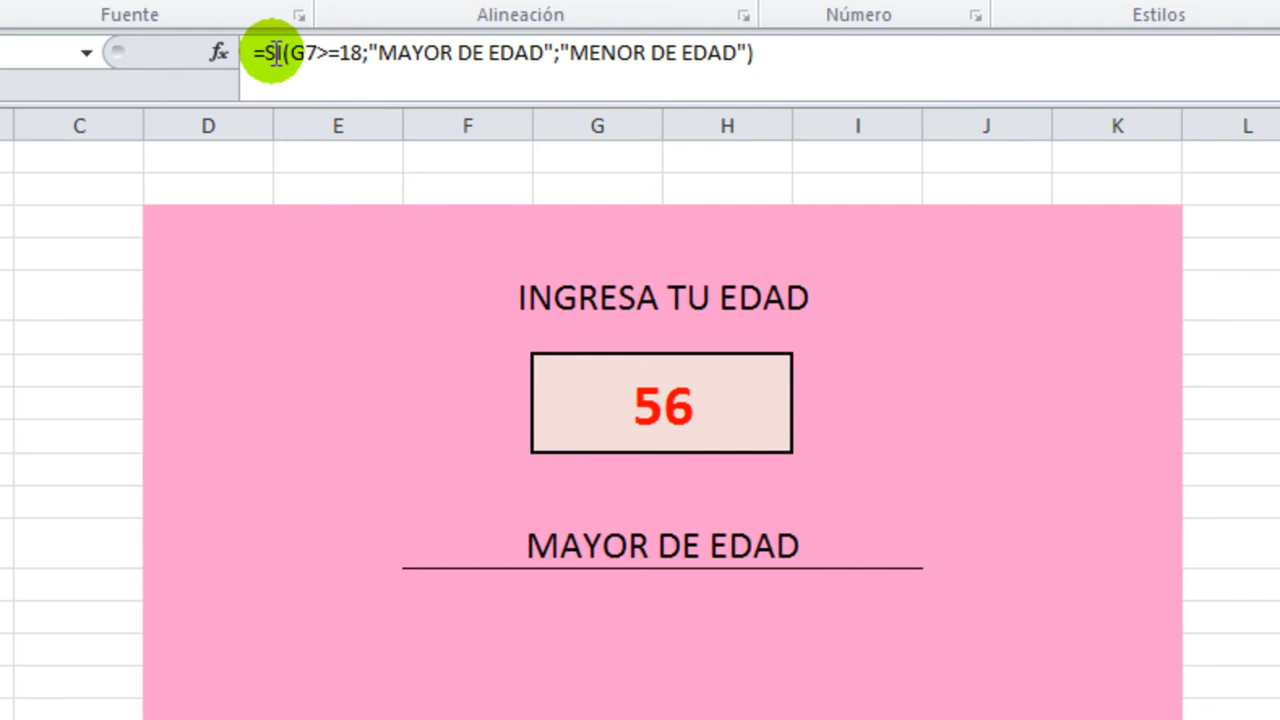 Fuente Alineación Número Estilos
fx =SI(G7>=18;"MAYOR DE EDAD";"MENOR DE EDAD")
C D E F G H I J K L
INGRESA TU EDAD
56
MAYOR DE EDAD